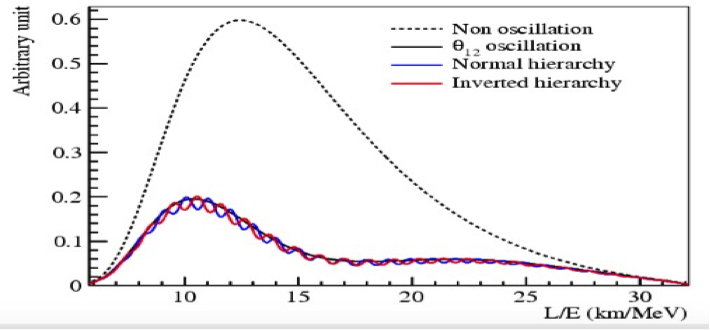 Arbitrary unit
0.6
0.5
0.4
0.3
0.2
0.1
0
Non oscillation
θ12 oscillation
Normal hierarchy
Inverted hierarchy
10 15 20 25 30
L/E (km/MeV)